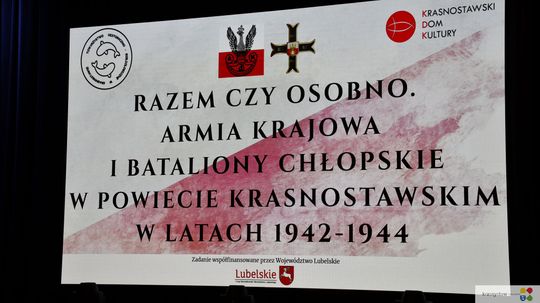 KRASNOSTAWSKI
DOM
KULTURY
RAZEM CZY OSOBNO.
ARMIA KRAJOWA
I BATALIONY CHŁOPSKIE
W POWIECIE KRASNOSTAWSKIM
W LATACH 1942-1944
Zadanie współfinansowane przez Województwo Lubelskie
Lubelskie